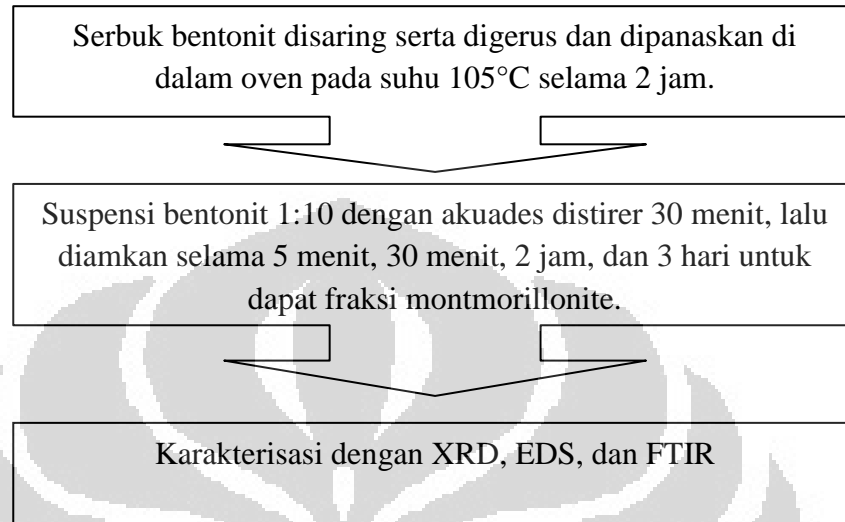 Serbuk bentonit disaring serta digerus dan dipanaskan di
dalam oven pada suhu 105°C selama 2 jam.
Suspensi bentonit 1:10 dengan akuades distirer 30 menit, lalu
diamkan selama 5 menit, 30 menit, 2 jam, dan 3 hari untuk
dapat fraksi montmorillonite.
Karakterisasi dengan XRD, EDS, dan FTIR